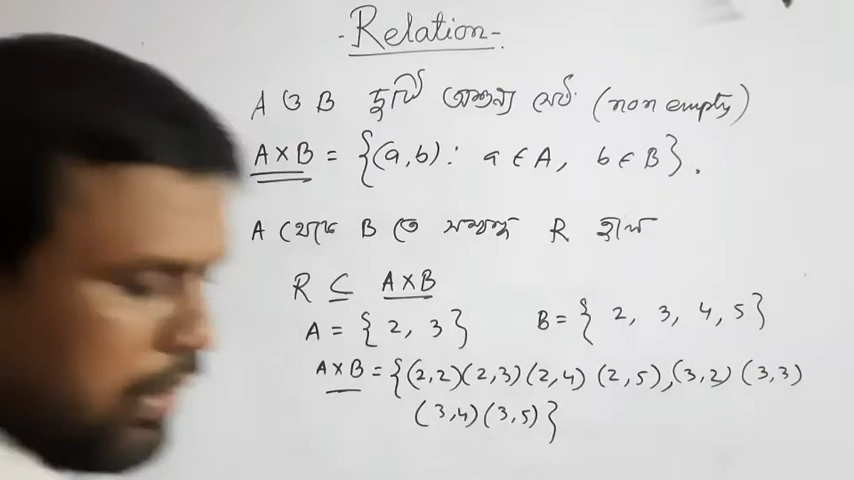 - Relation -
A ও B দুটি অশূন্য সেট (non empty)
A × B = {(a, b) : a ∈ A, b ∈ B}.
A থেকে B তে সম্বন্ধ R হলে
R ⊆ A×B
A = { 2, 3 } B = { 2, 3, 4, 5 }
A×B = {(2,2)(2,3)(2,4) (2,5),(3,2) (3,3)
(3,4)(3,5)}